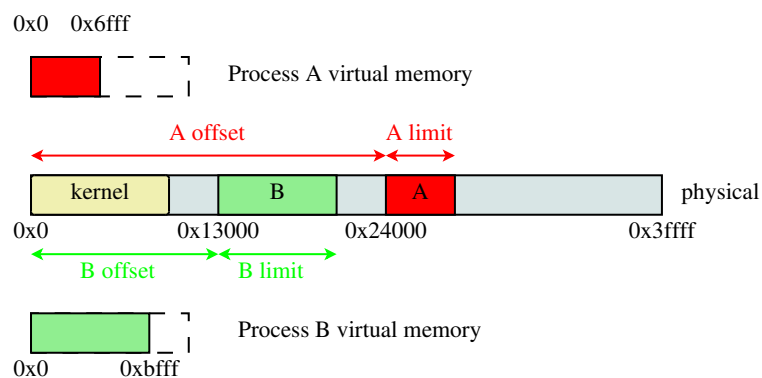 0x0 0x6fff
Process A virtual memory
A offset A limit
kernel B A physical
0x0 0x13000 0x24000 0x3ffff
B offset B limit
Process B virtual memory
0x0 0xbfff